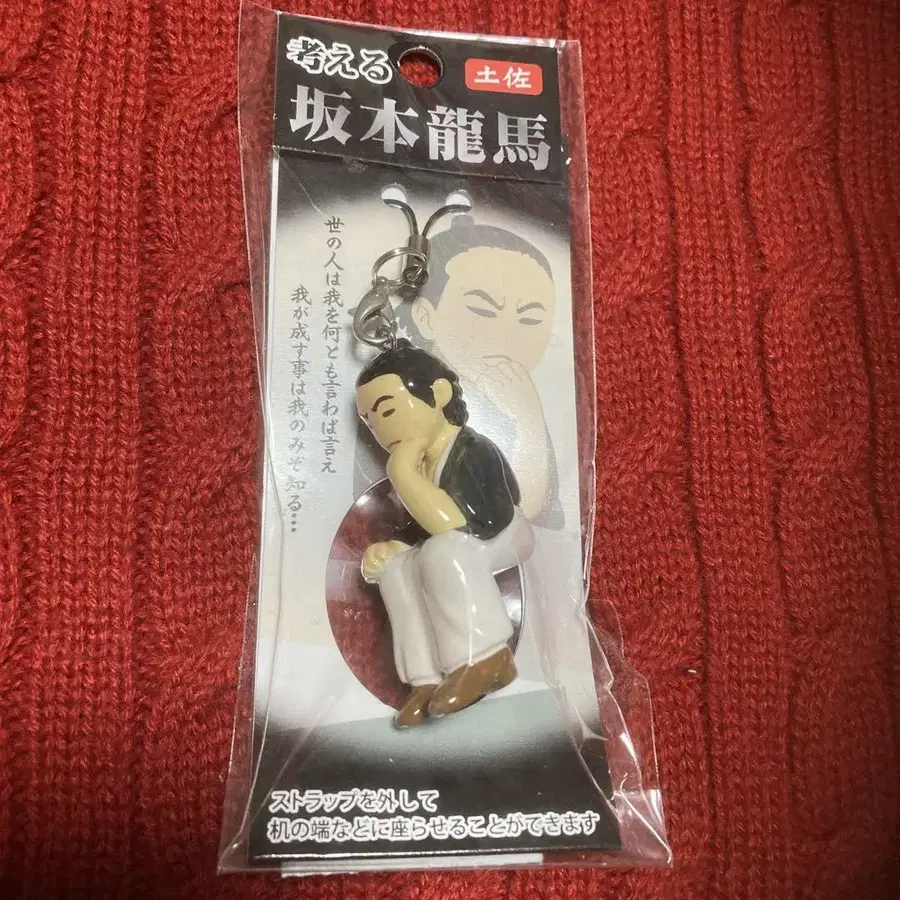 考える
土佐
坂本龍馬
世の人は我を何とも言わば言え
我が成す事は我のみぞ知る…
ストラップを外して
机の端などに座らせることができます